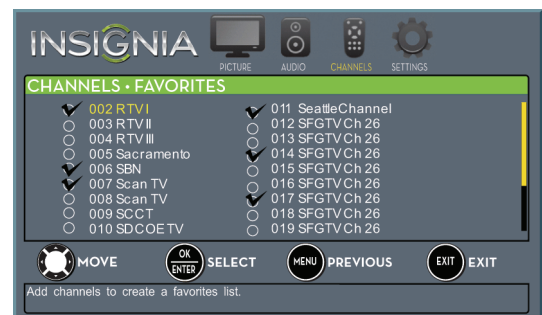 INSIGNIA
PICTURE AUDIO CHANNELS SETTINGS
CHANNELS • FAVORITES
002 RTV I
003 RTV II
004 RTV III
005 Sacramento
006 SBN
007 Scan TV
008 Scan TV
009 SCCT
010 SDCOE TV
011 SeattleChannel
012 SFGTV Ch 26
013 SFGTV Ch 26
014 SFGTV Ch 26
015 SFGTV Ch 26
016 SFGTV Ch 26
017 SFGTV Ch 26
018 SFGTV Ch 26
019 SFGTV Ch 26
MOVE
OK
ENTER
SELECT
MENU PREVIOUS
EXIT EXIT
Add channels to create a favorites list.